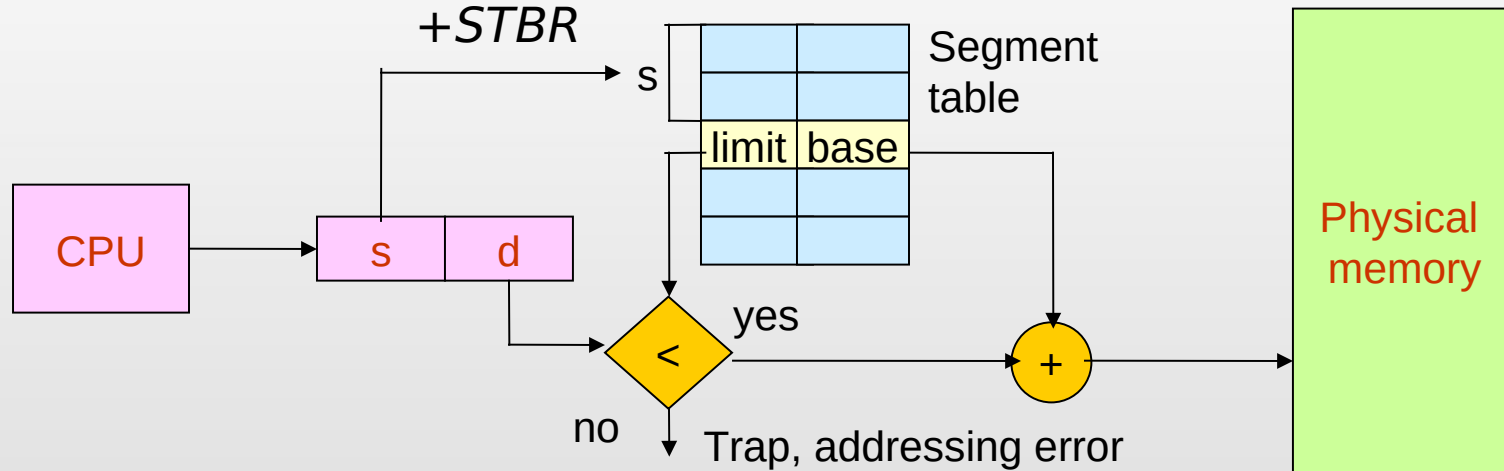 +STBR
Segment
table
s
limit base
CPU
s d
Physical
memory
yes
<
+
no
Trap, addressing error